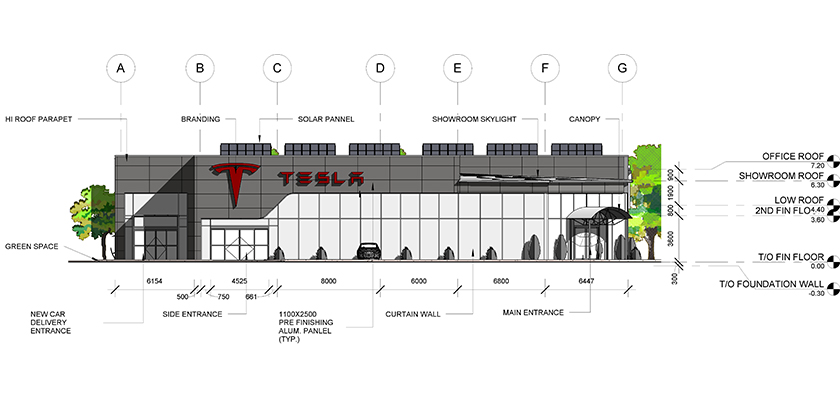 A B C D E F G
HI ROOF PARAPET BRANDING SOLAR PANNEL SHOWROOM SKYLIGHT CANOPY
OFFICE ROOF
7.20
SHOWROOM ROOF
6.30
LOW ROOF
4.40
2ND FIN FLO
3.60
T/O FIN FLOOR
0.00
T/O FOUNDATION WALL
-0.30
900
1900
800
3600
300
TESLA
GREEN SPACE
6154 4525 8000 6000 6800 6447
500 750 661
NEW CAR
DELIVERY
ENTRANCE
SIDE ENTRANCE
1100X2500
PRE FINISHING
ALUM. PANLEL
(TYP.)
CURTAIN WALL
MAIN ENTRANCE